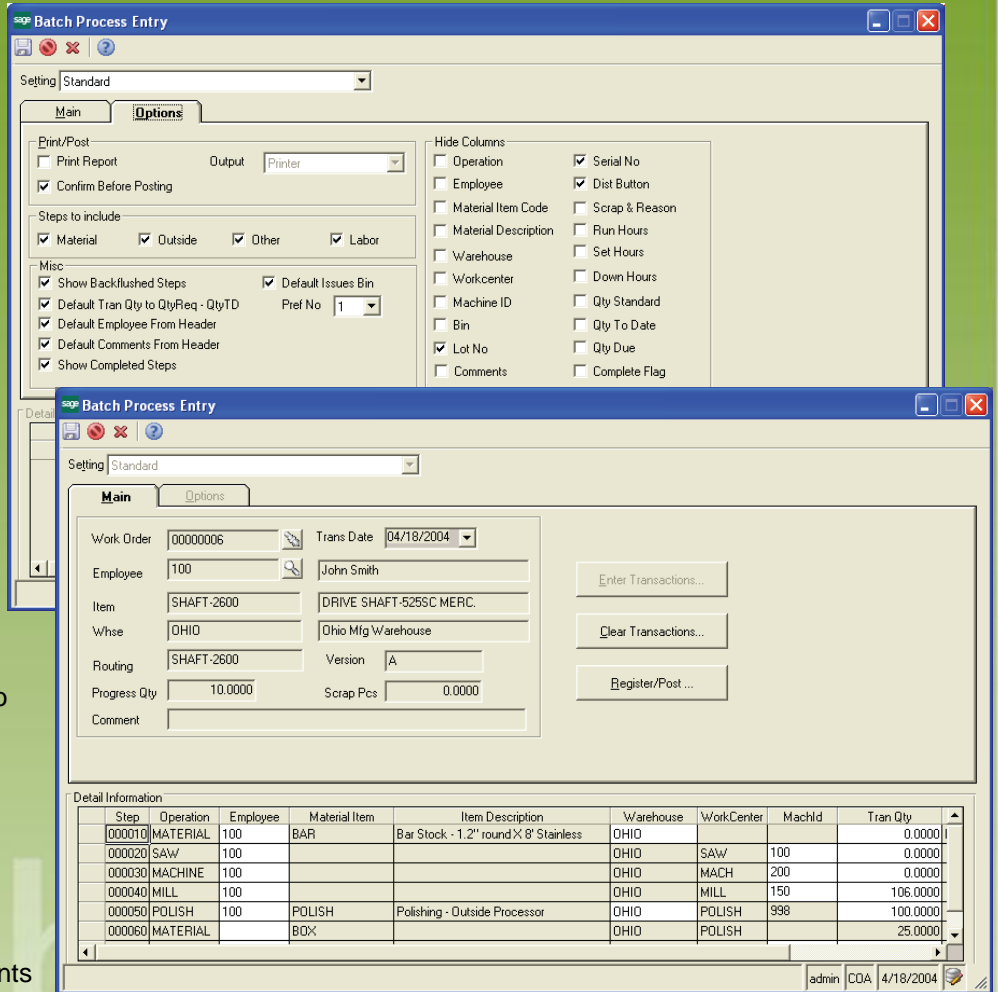 sage Batch Process Entry
Setting Standard
Main Options
Print/Post
Print Report Output Printer
Confirm Before Posting
Steps to include
Material Outside Other Labor
Misc
Show Backflushed Steps Default Issues Bin
Default Tran Qty to QtyReq - QtyTD Pref No 1
Default Employee From Header
Default Comments From Header
Show Completed Steps
Hide Columns
Operation Serial No
Employee Dist Button
Material Item Code Scrap & Reason
Material Description Run Hours
Warehouse Set Hours
Workcenter Down Hours
Machine ID Qty Standard
Bin Qty To Date
Lot No Qty Due
Comments Complete Flag
Detail
sage Batch Process Entry
Setting Standard
Main Options
Work Order 00000006 Trans Date 04/18/2004
Employee 100 John Smith
Item SHAFT-2600 DRIVE SHAFT-525SC MERC.
Whse OHIO Ohio Mfg Warehouse
Routing SHAFT-2600 Version A
Progress Qty 10.0000 Scrap Pcs 0.0000
Comment
Enter Transactions...
Clear Transactions...
Register/Post ...
Detail Information
Step Operation Employee Material Item Item Description Warehouse WorkCenter MachId Tran Qty
000010 MATERIAL 100 BAR Bar Stock - 1.2" round X 8' Stainless OHIO 0.0000
000020 SAW 100 OHIO SAW 100 0.0000
000030 MACHINE 100 OHIO MACH 200 0.0000
000040 MILL 100 OHIO MILL 150 106.0000
000050 POLISH 100 POLISH Polishing - Outside Processor OHIO POLISH 998 100.0000
000060 MATERIAL BOX OHIO POLISH 25.0000
admin COA 4/18/2004